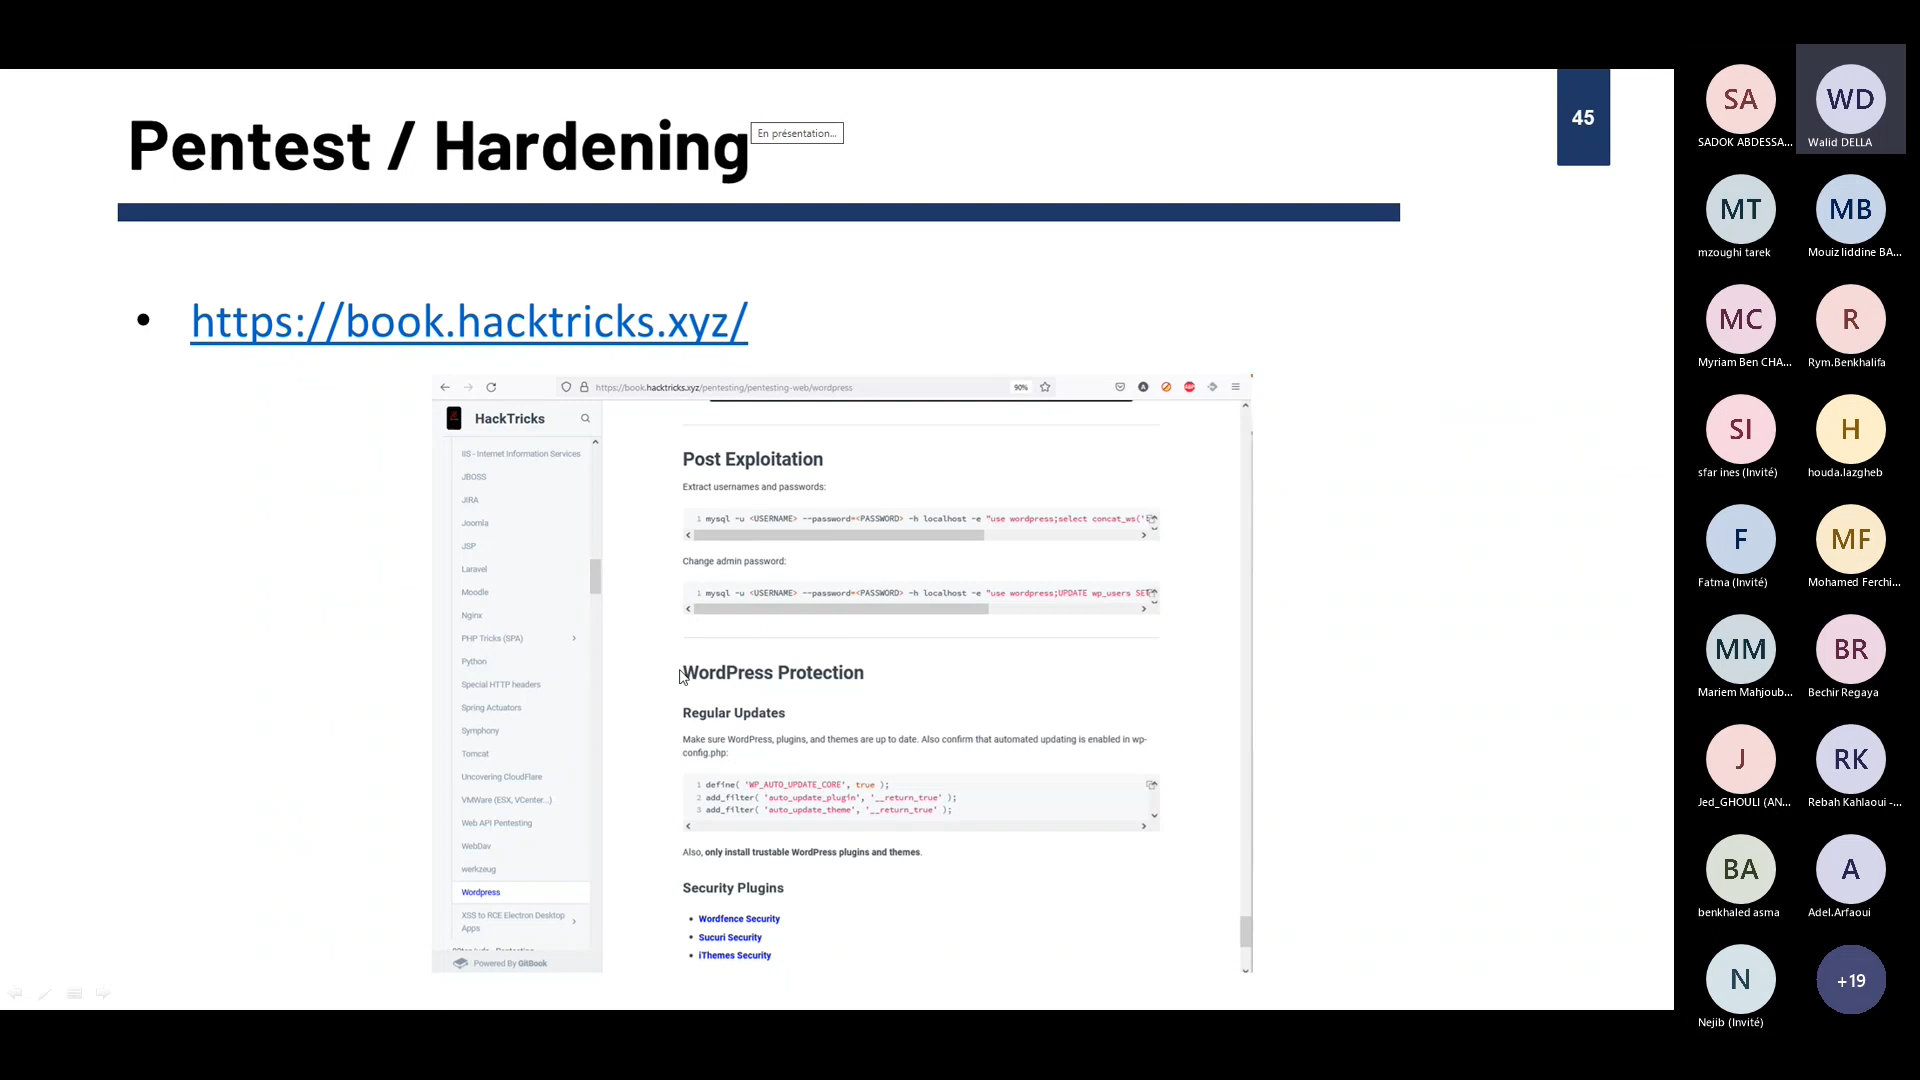 Pentest / Hardening
En présentation...
45
• https://book.hacktricks.xyz/
https://book.hacktricks.xyz/pentesting/pentesting-web/wordpress
90%
HackTricks
IIS - Internet Information Services
JBOSS
JIRA
Joomla
JSP
Laravel
Moodle
Nginx
PHP Tricks (SPA)
Python
Special HTTP headers
Spring Actuators
Symphony
Tomcat
Uncovering CloudFlare
VMWare (ESX, VCenter...)
Web API Pentesting
WebDav
werkzeug
Wordpress
XSS to RCE Electron Desktop
Apps
Powered By GitBook
Post Exploitation
Extract usernames and passwords:
1 mysql -u <USERNAME> --password=<PASSWORD> -h localhost -e "use wordpress;select concat_ws('
Change admin password:
1 mysql -u <USERNAME> --password=<PASSWORD> -h localhost -e "use wordpress;UPDATE wp_users SET
WordPress Protection
Regular Updates
Make sure WordPress, plugins, and themes are up to date. Also confirm that automated updating is enabled in wp-
config.php:
1 define( 'WP_AUTO_UPDATE_CORE', true );
2 add_filter( 'auto_update_plugin', '__return_true' );
3 add_filter( 'auto_update_theme', '__return_true' );
Also, only install trustable WordPress plugins and themes.
Security Plugins
• Wordfence Security
• Sucuri Security
• iThemes Security
SA
SADOK ABDESSA...
WD
Walid DELLA
MT
mzoughi tarek
MB
Mouiz liddine BA...
MC
Myriam Ben CHA...
R
Rym.Benkhalifa
SI
sfar ines (Invité)
H
houda.lazgheb
F
Fatma (Invité)
MF
Mohamed Ferchi...
MM
Mariem Mahjoub...
BR
Bechir Regaya
J
Jed_GHOULI (AN...
RK
Rebah Kahlaoui -...
BA
benkhaled asma
A
Adel.Arfaoui
N
Nejib (Invité)
+19